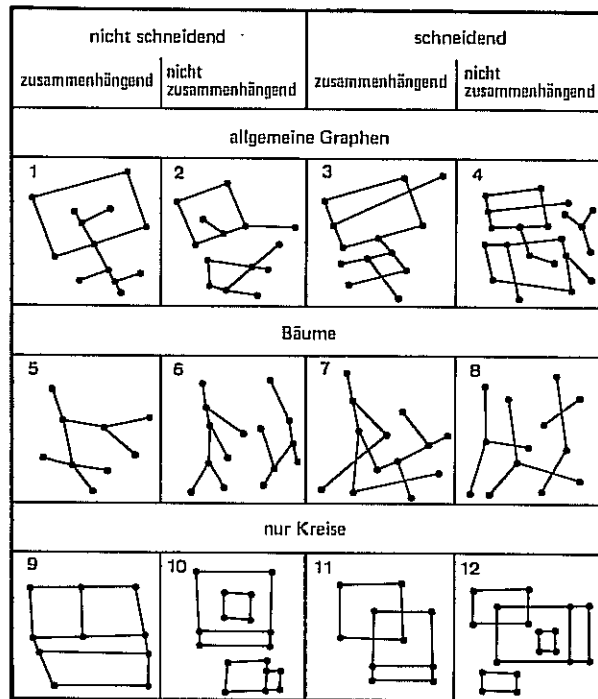 nicht schneidend
schneidend
zusammenhängend
nicht
zusammenhängend
zusammenhängend
nicht
zusammenhängend
allgemeine Graphen
1
2
3
4
Bäume
5
6
7
8
nur Kreise
9
10
11
12